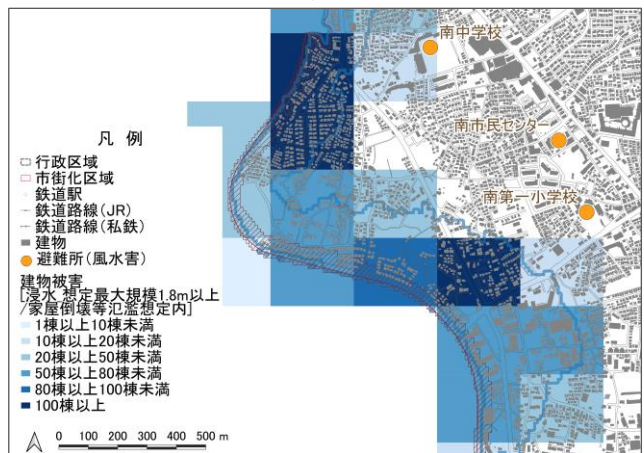 南中学校
南市民センター
南第一小学校
凡 例
行政区域
市街化区域
鉄道駅
鉄道路線(JR)
鉄道路線(私鉄)
建物
避難所(風水害)
建物被害
[浸水 想定最大規模1.8m以上
/家屋倒壊等氾濫想定内]
1棟以上10棟未満
10棟以上20棟未満
20棟以上50棟未満
50棟以上80棟未満
80棟以上100棟未満
100棟以上
0 100 200 300 400 500 m